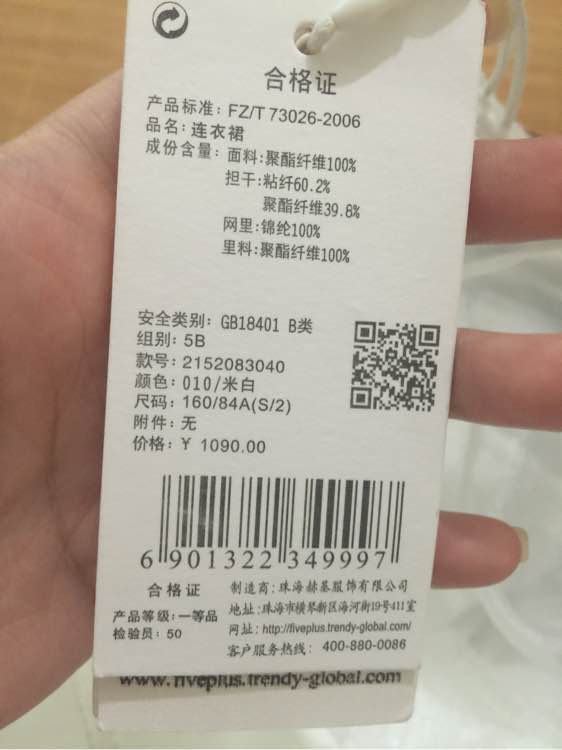 合格证
产品标准: FZ/T 73026-2006
品名: 连衣裙
成份含量: 面料:聚酯纤维100%
担干:粘纤60.2%
聚酯纤维39.8%
网里:锦纶100%
里料:聚酯纤维100%
安全类别: GB18401 B类
组别: 5B
款号: 2152083040
颜色: 010/米白
尺码: 160/84A(S/2)
附件: 无
价格: ¥ 1090.00
6 901322 349997
合格证
产品等级: 一等品
检验员: 50
制造商: 珠海赫基服饰有限公司
地址: 珠海市横琴新区海河街19号411室
网址: http://fiveplus.trendy-global.com/
客户服务热线: 400-880-0086
www.fiveplus.trendy-global.com